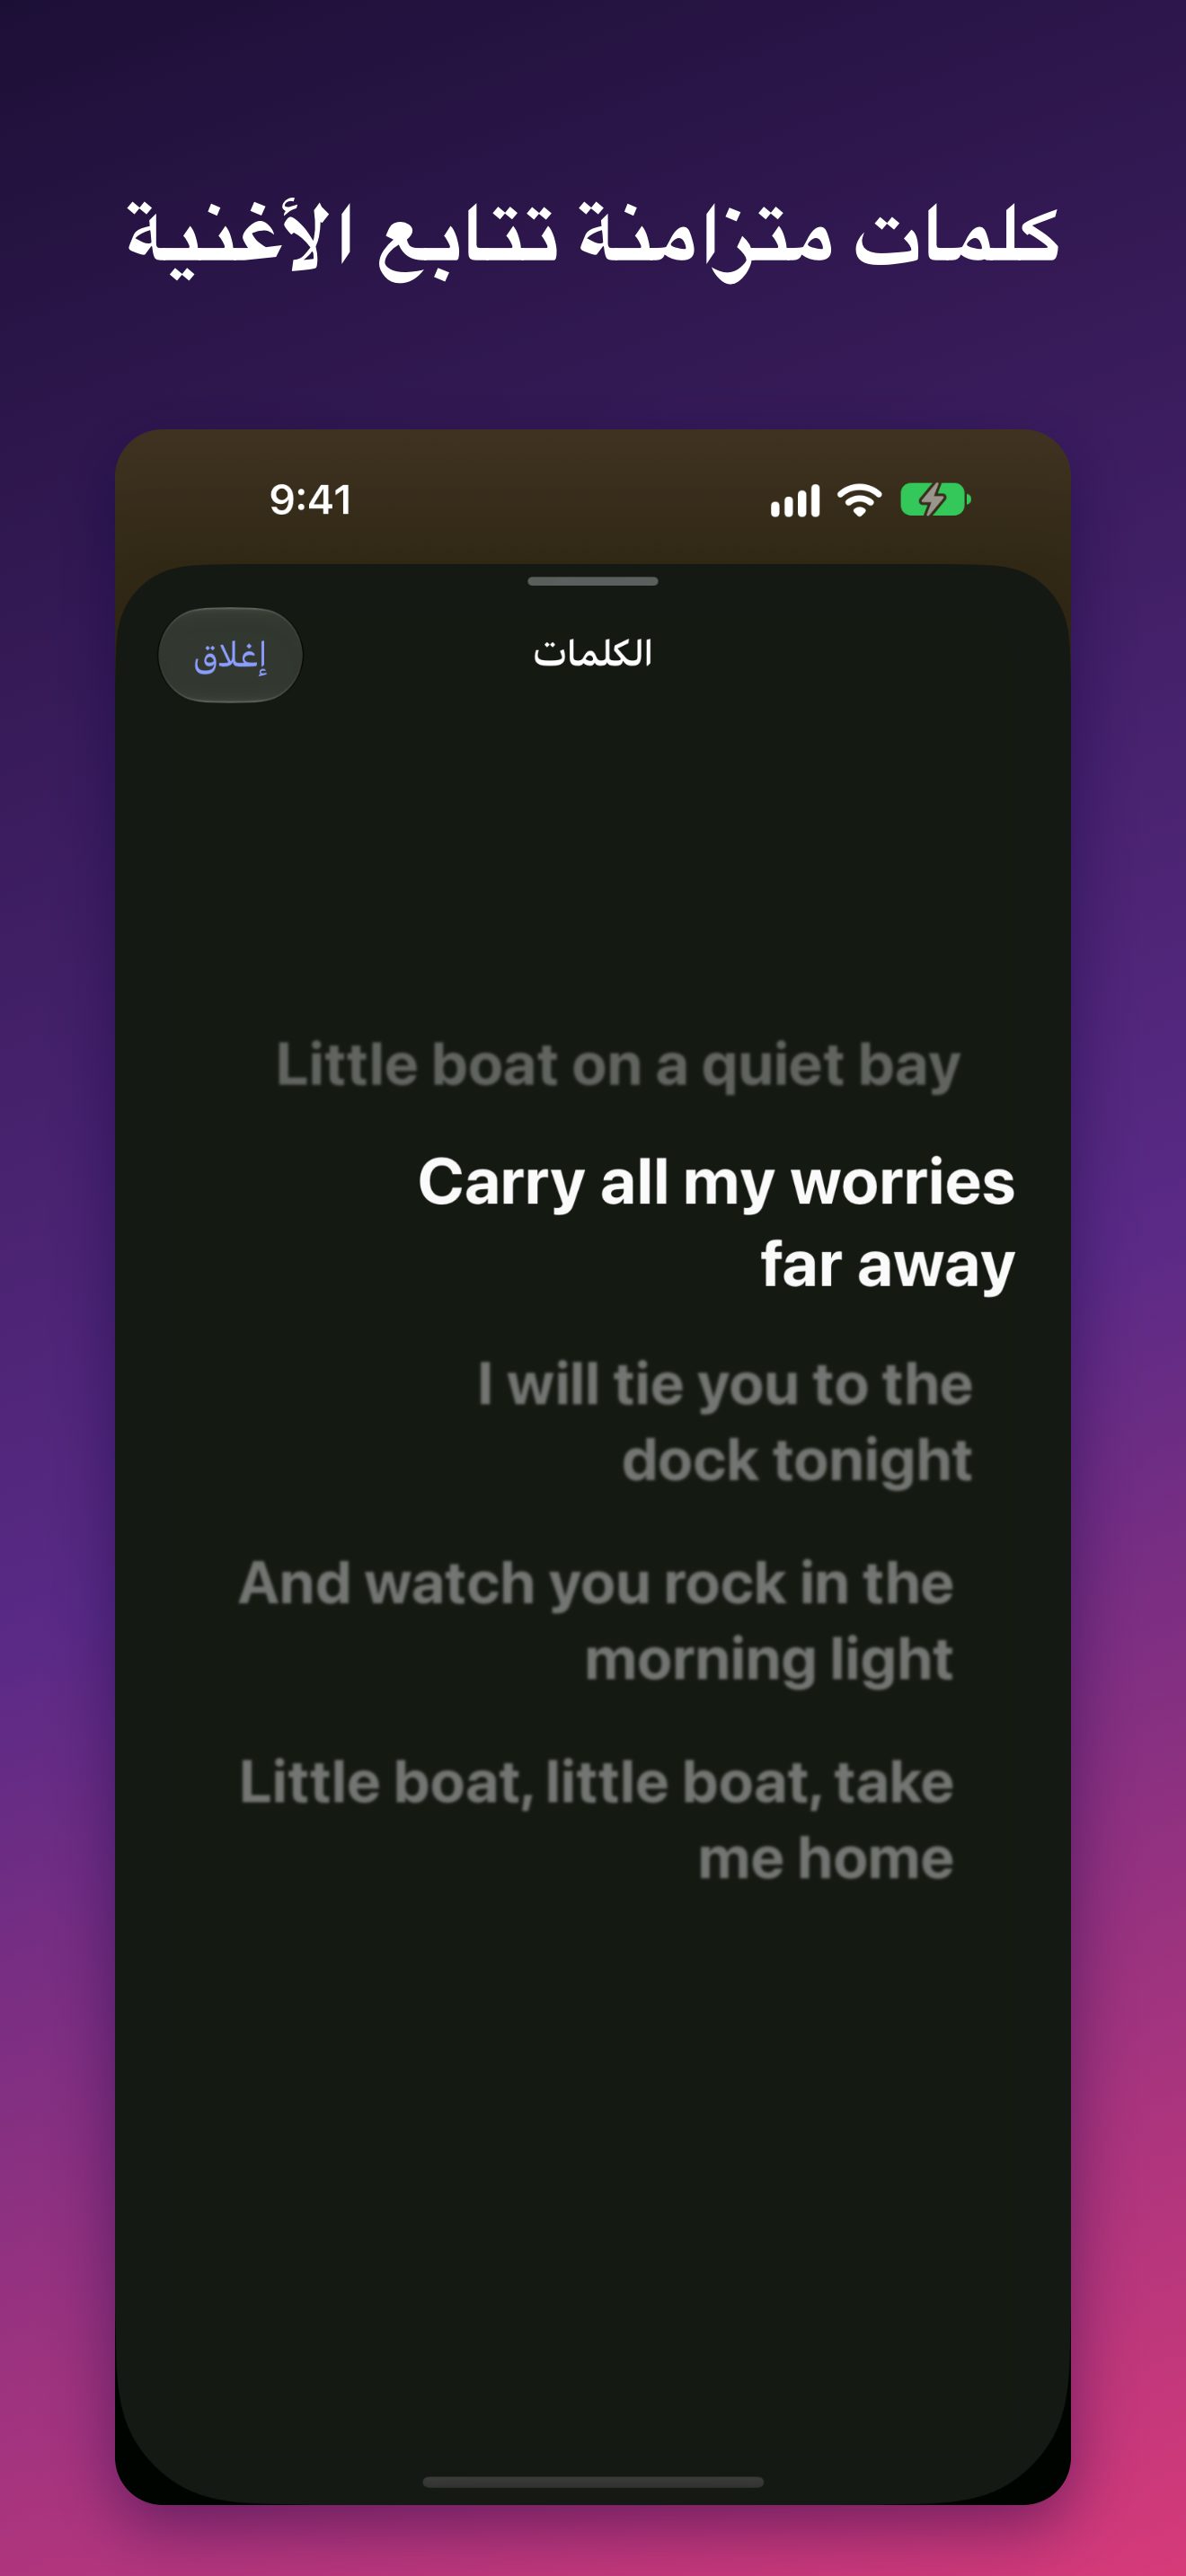 كلمات متزامنة تتابع الأغنية
9:41
الكلمات
إغلاق
Little boat on a quiet bay
Carry all my worries
far away
I will tie you to the
dock tonight
And watch you rock in the
morning light
Little boat, little boat, take
me home